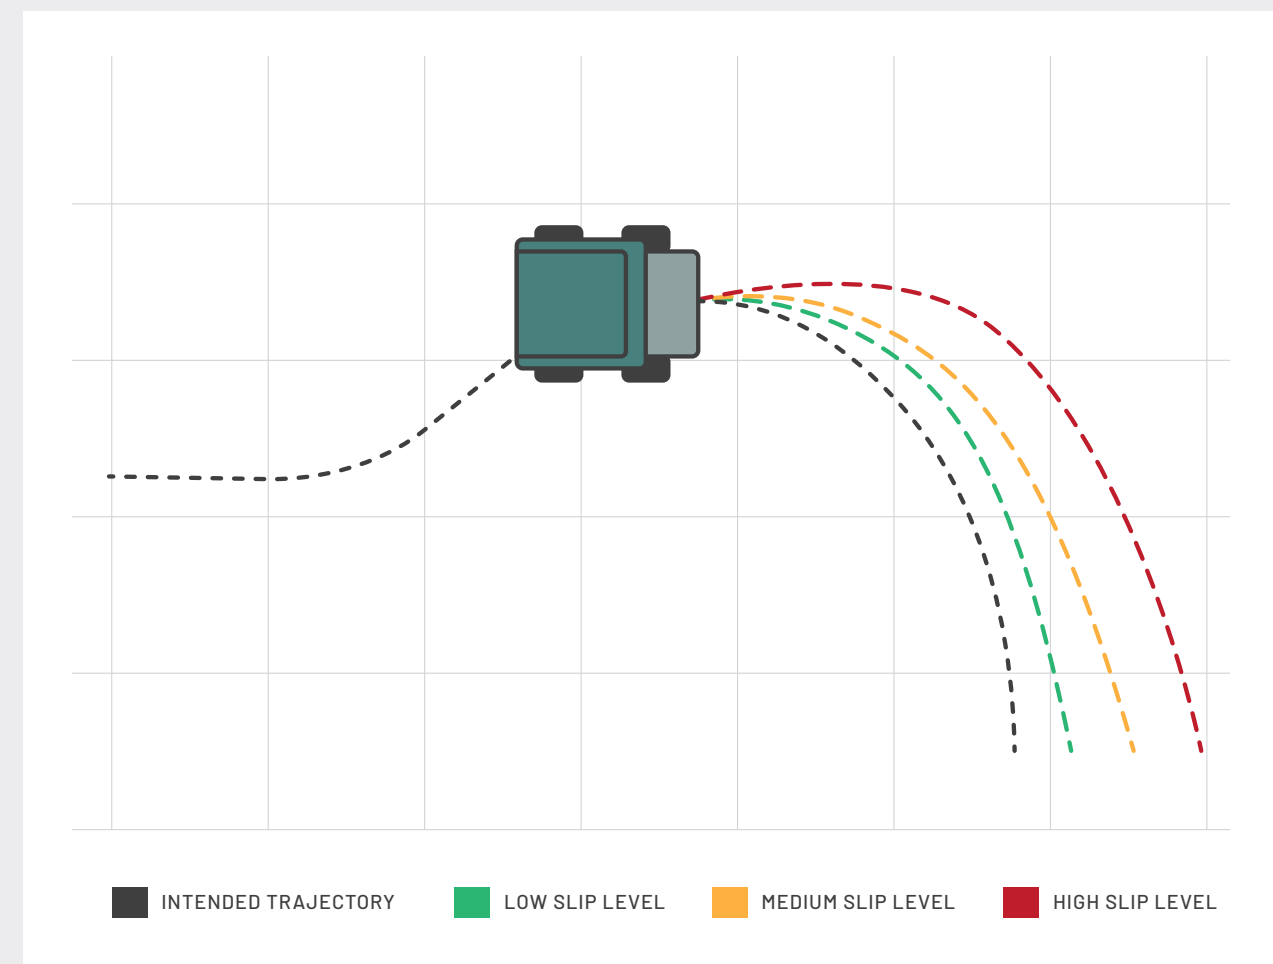 INTENDED TRAJECTORY
LOW SLIP LEVEL
MEDIUM SLIP LEVEL
HIGH SLIP LEVEL